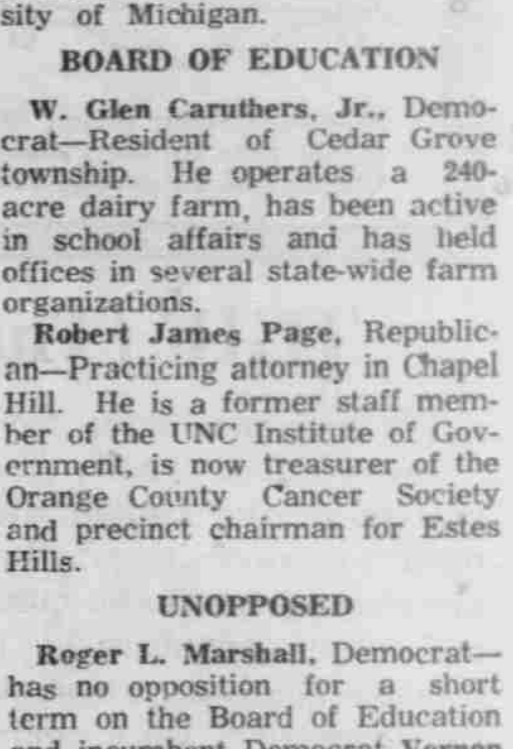 sity of Michigan.
BOARD OF EDUCATION
W. Glen Caruthers, Jr., Demo-
crat—Resident of Cedar Grove
township. He operates a 240-
acre dairy farm, has been active
in school affairs and has held
offices in several state-wide farm
organizations.
Robert James Page, Republic-
an—Practicing attorney in Chapel
Hill. He is a former staff mem-
ber of the UNC Institute of Gov-
ernment, is now treasurer of the
Orange County Cancer Society
and precinct chairman for Estes
Hills.
UNOPPOSED
Roger L. Marshall, Democrat—
has no opposition for a short
term on the Board of Education
and incumbent Democrat Vernon